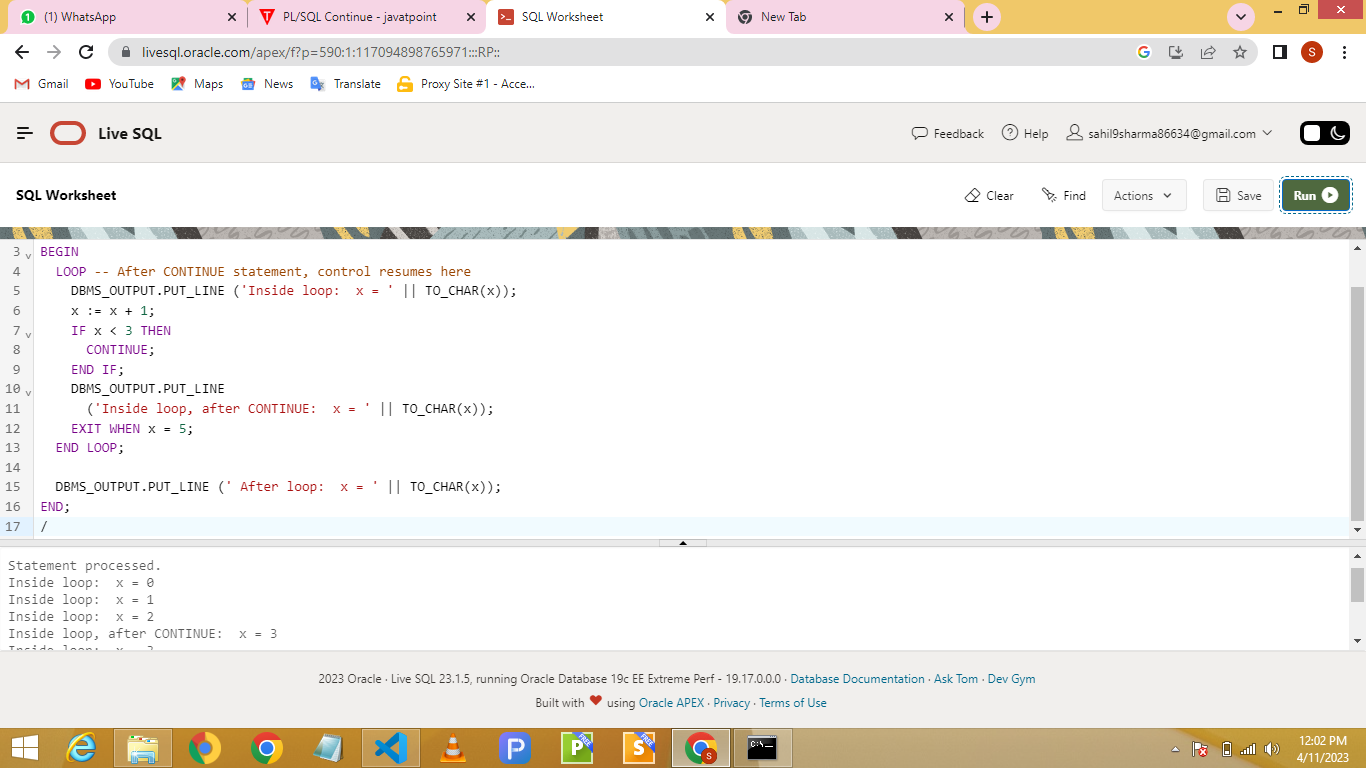 (1) WhatsApp
PL/SQL Continue - javatpoint
SQL Worksheet
New Tab
livesql.oracle.com/apex/f?p=590:1:117094898765971:::RP::
S
Gmail
YouTube
Maps
News
Translate
Proxy Site #1 - Acce...
Live SQL
Feedback
Help
sahil9sharma86634@gmail.com
SQL Worksheet
Clear
Find
Actions
Save
Run
3 BEGIN
4 LOOP -- After CONTINUE statement, control resumes here
5 DBMS_OUTPUT.PUT_LINE ('Inside loop:  x = ' || TO_CHAR(x));
6 x := x + 1;
7 IF x < 3 THEN
8 CONTINUE;
9 END IF;
10 DBMS_OUTPUT.PUT_LINE
11 ('Inside loop, after CONTINUE:  x = ' || TO_CHAR(x));
12 EXIT WHEN x = 5;
13 END LOOP;
14
15 DBMS_OUTPUT.PUT_LINE (' After loop:  x = ' || TO_CHAR(x));
16 END;
17 /
Statement processed.
Inside loop:  x = 0
Inside loop:  x = 1
Inside loop:  x = 2
Inside loop, after CONTINUE:  x = 3
Inside loop:  x = 3
2023 Oracle · Live SQL 23.1.5, running Oracle Database 19c EE Extreme Perf - 19.17.0.0.0 · Database Documentation · Ask Tom · Dev Gym
Built with ❤ using Oracle APEX · Privacy · Terms of Use
12:02 PM
4/11/2023